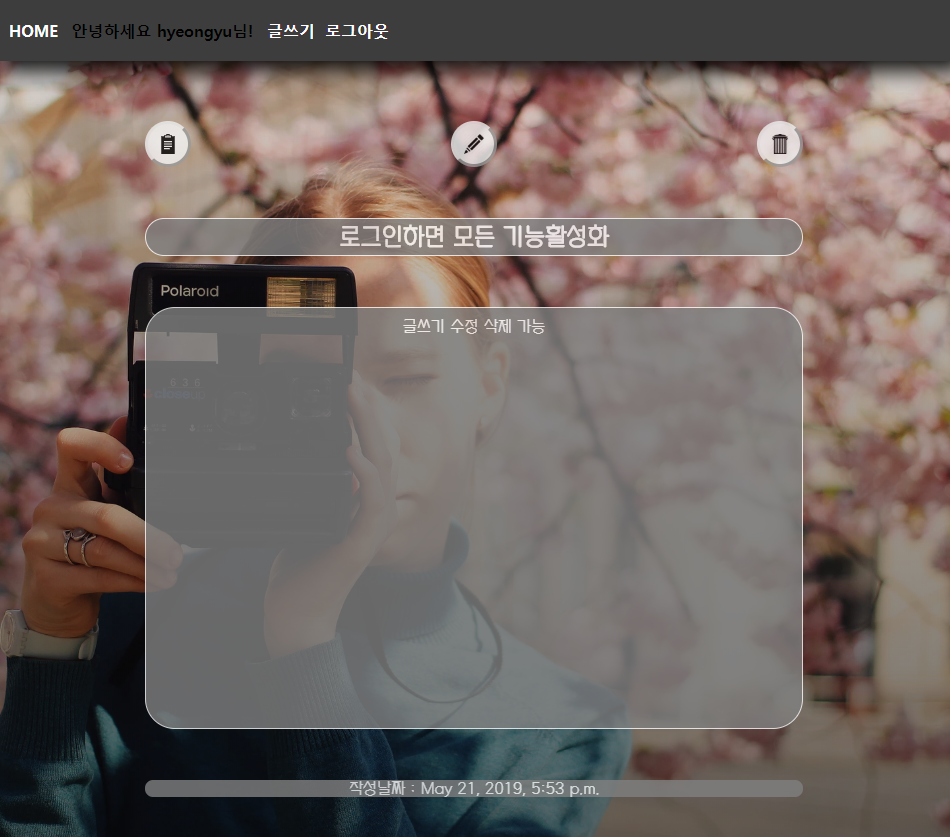 HOME 안녕하세요 hyeongyu님! 글쓰기 로그아웃
로그인하면 모든 기능활성화
Polaroid
글쓰기 수정 삭제 가능
작성날짜 : May 21, 2019, 5:53 p.m.